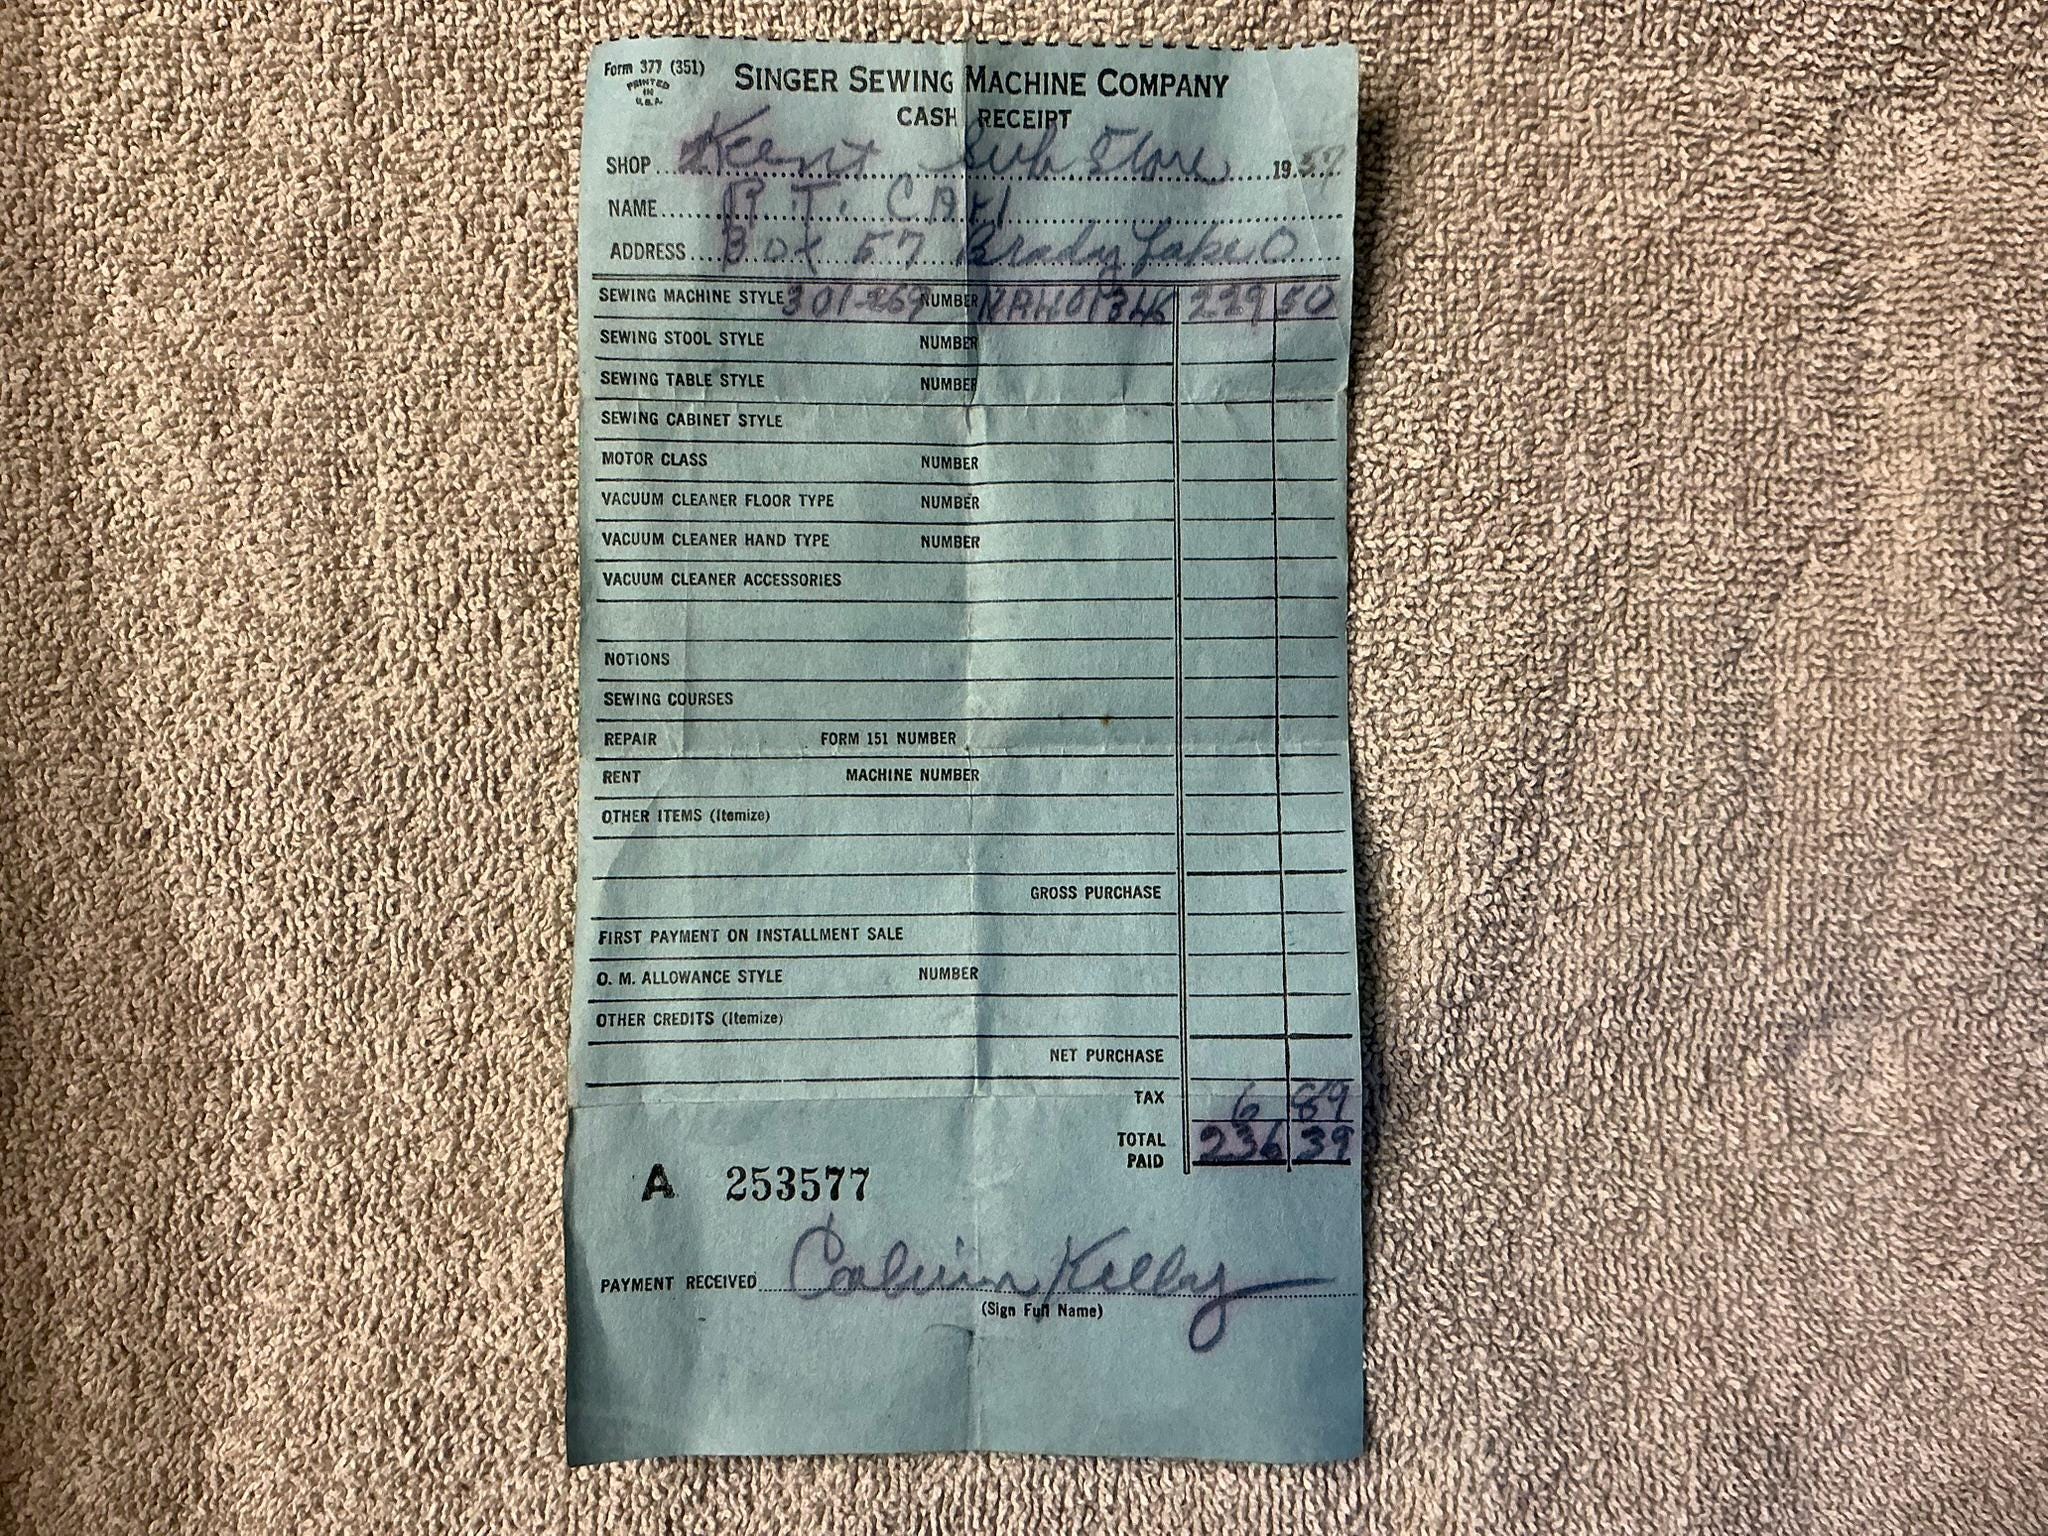 Form 377 (351)
PRINTED
IN
U.S.A.
SINGER SEWING MACHINE COMPANY
CASH RECEIPT
SHOP Kent Sub Store 1957
NAME R. T.
ADDRESS Box 57 Brady Lake O
SEWING MACHINE STYLE 301-269 NUMBER 229 50
SEWING STOOL STYLE NUMBER
SEWING TABLE STYLE NUMBER
SEWING CABINET STYLE
MOTOR CLASS NUMBER
VACUUM CLEANER FLOOR TYPE NUMBER
VACUUM CLEANER HAND TYPE NUMBER
VACUUM CLEANER ACCESSORIES
NOTIONS
SEWING COURSES
REPAIR FORM 151 NUMBER
RENT MACHINE NUMBER
OTHER ITEMS (Itemize)
GROSS PURCHASE
FIRST PAYMENT ON INSTALLMENT SALE
O. M. ALLOWANCE STYLE NUMBER
OTHER CREDITS (Itemize)
NET PURCHASE
TAX 6 89
TOTAL PAID 236 39
A 253577
PAYMENT RECEIVED Calvin Kelly
(Sign Full Name)